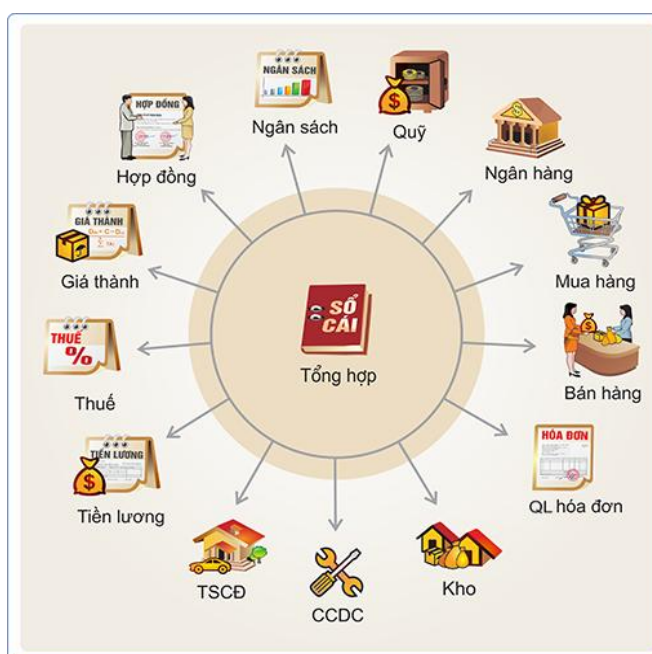 NGÂN SÁCH
Ngân sách
Quỹ
HỢP ĐỒNG
Hợp đồng
Ngân hàng
GIÁ THÀNH
Giá thành
Mua hàng
SỔ
CÁI
Tổng hợp
THUẾ
%
Thuế
Bán hàng
TIỀN LƯƠNG
Tiền lương
HÓA ĐƠN
QL hóa đơn
TSCĐ
CCDC
Kho